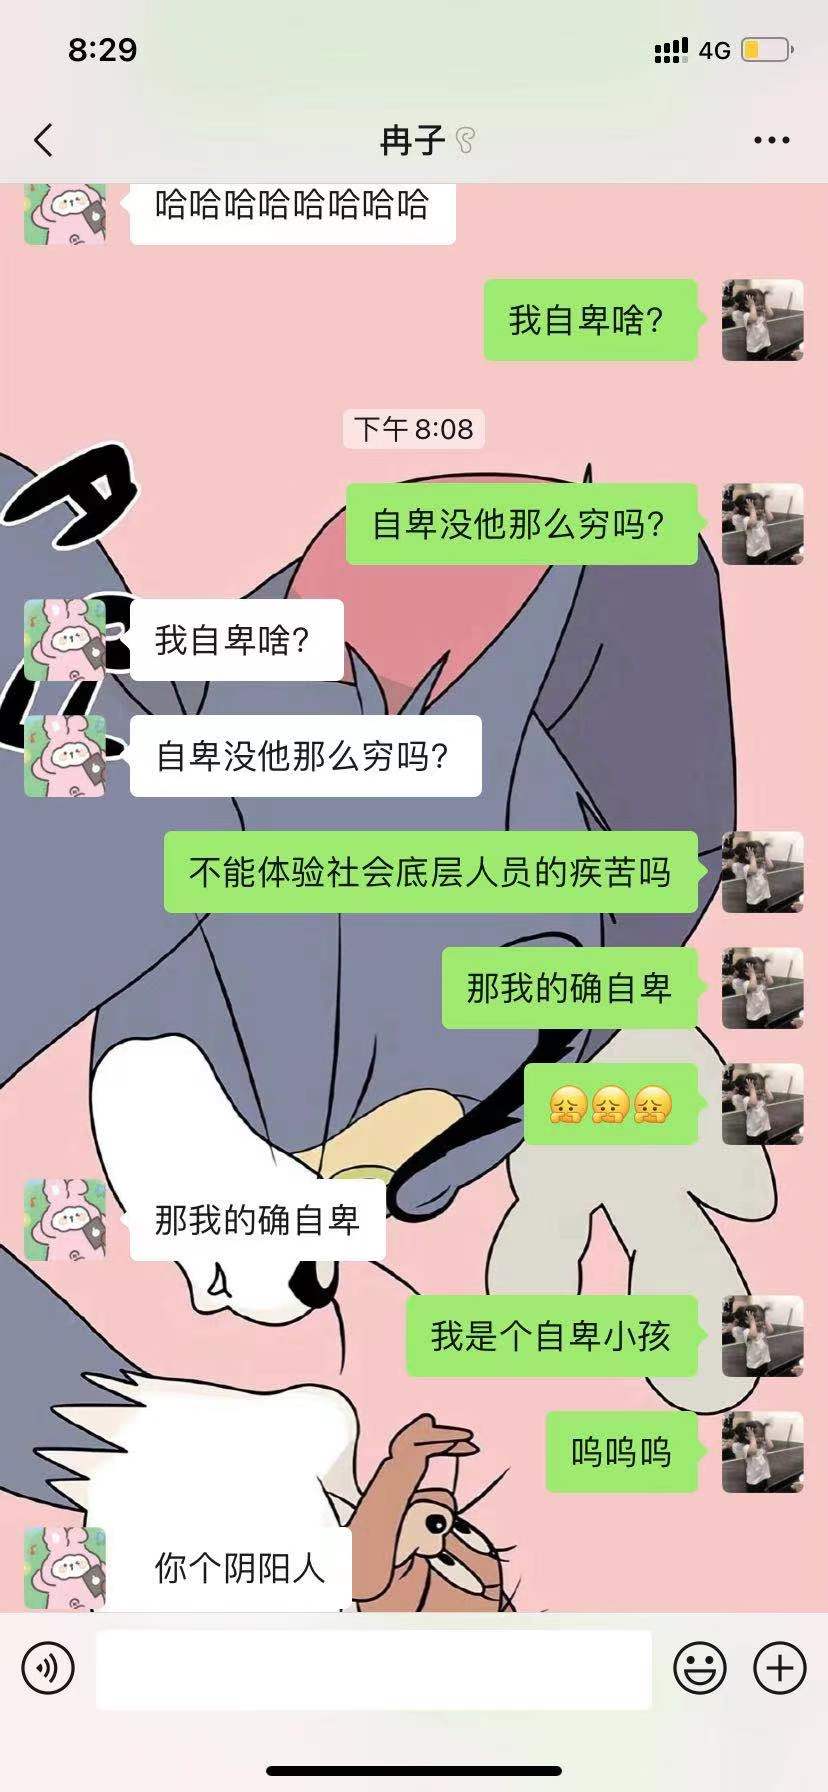 8:29
4G
冉子
哈哈哈哈哈哈哈哈
我自卑啥？
下午 8:08
自卑没他那么穷吗？
我自卑啥？
自卑没他那么穷吗？
不能体验社会底层人员的疾苦吗
那我的确自卑
那我的确自卑
我是个自卑小孩
呜呜呜
你个阴阳人